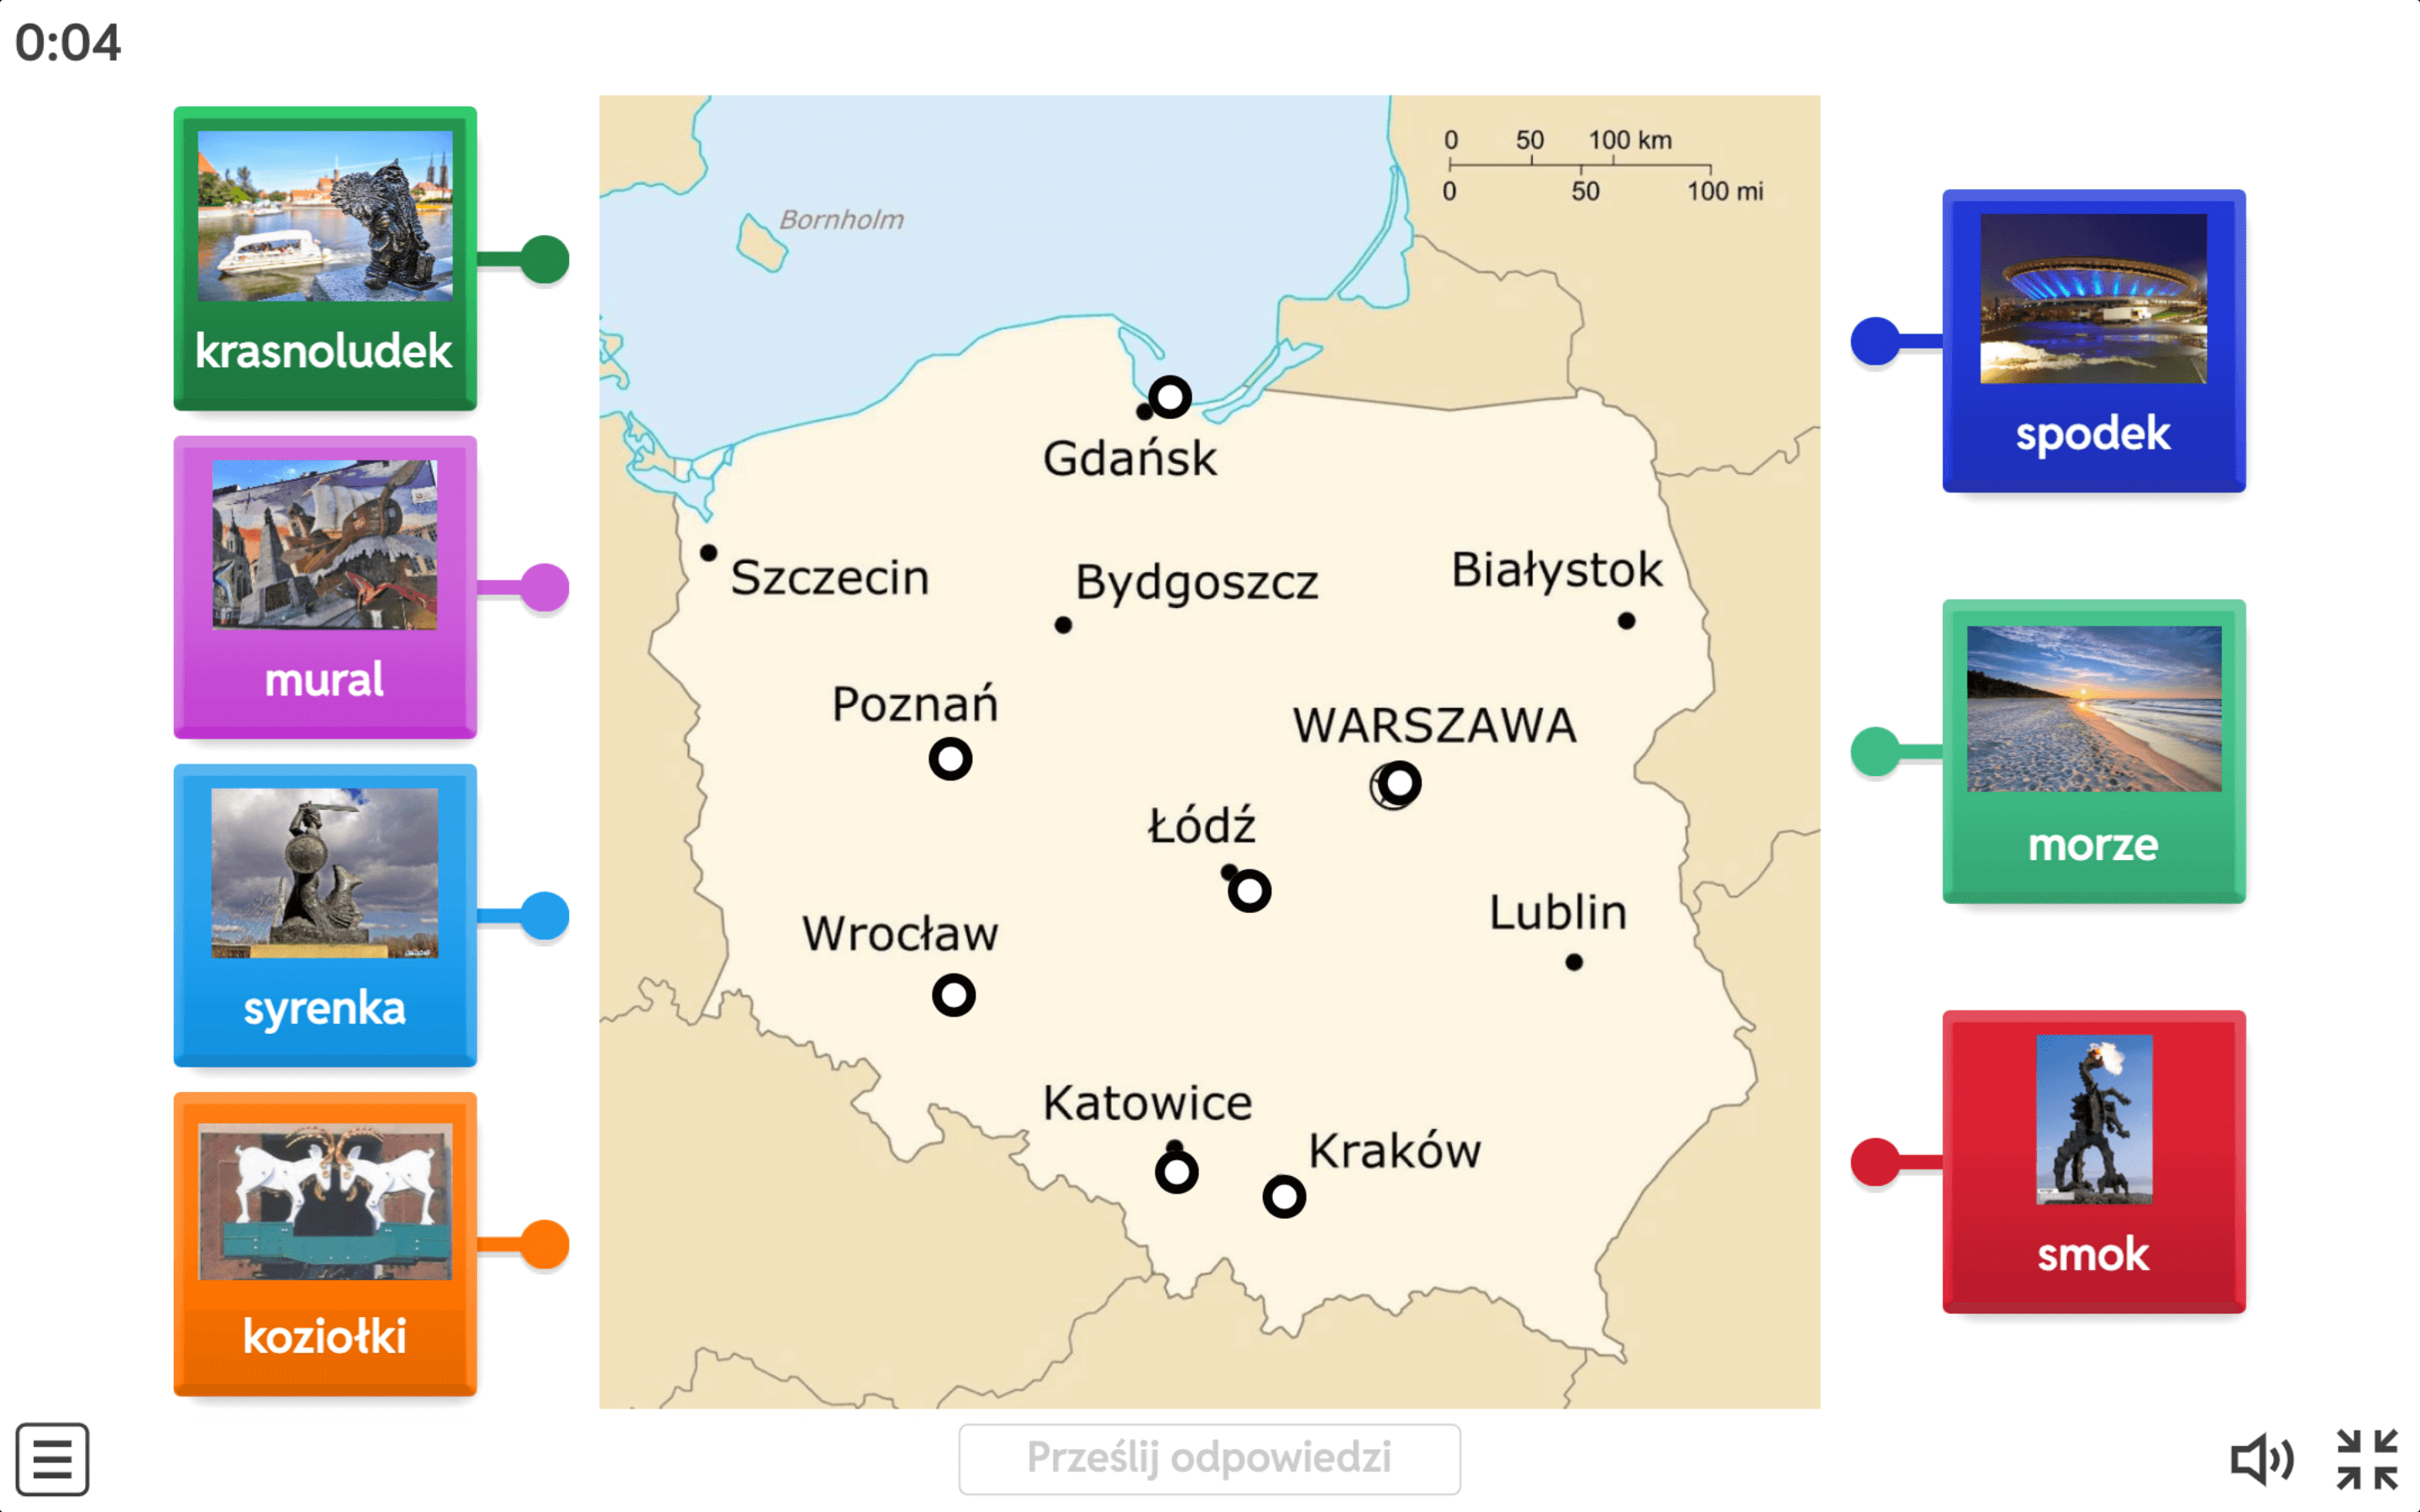 0:04
krasnoludek
mural
syrenka
koziołki
0 50 100 km
0 50 100 mi
Bornholm
Gdańsk
Szczecin
Bydgoszcz
Białystok
Poznań
WARSZAWA
Łódź
Wrocław
Lublin
Katowice
Kraków
spodek
morze
smok
Prześlij odpowiedzi